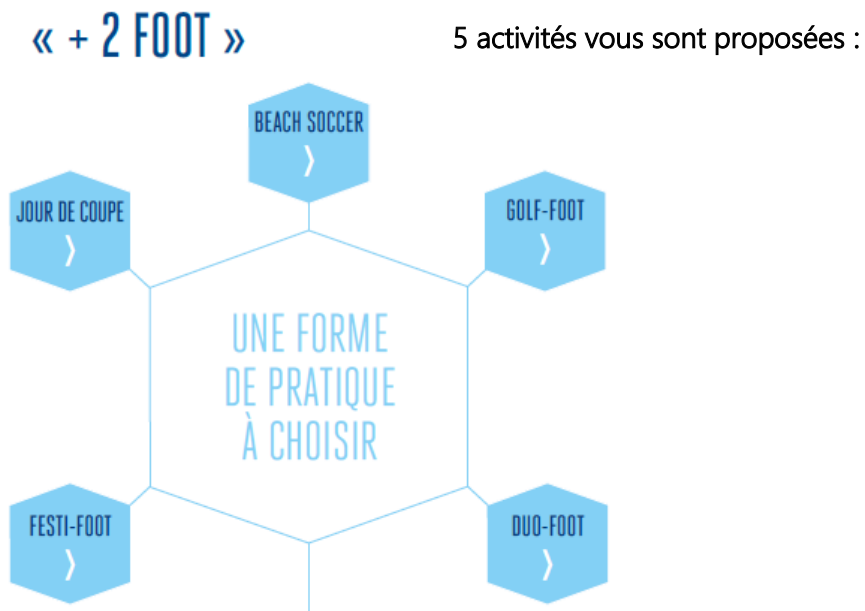 « + 2 FOOT »
5 activités vous sont proposées :
BEACH SOCCER
JOUR DE COUPE
GOLF-FOOT
UNE FORME
DE PRATIQUE
À CHOISIR
FESTI-FOOT
DUO-FOOT